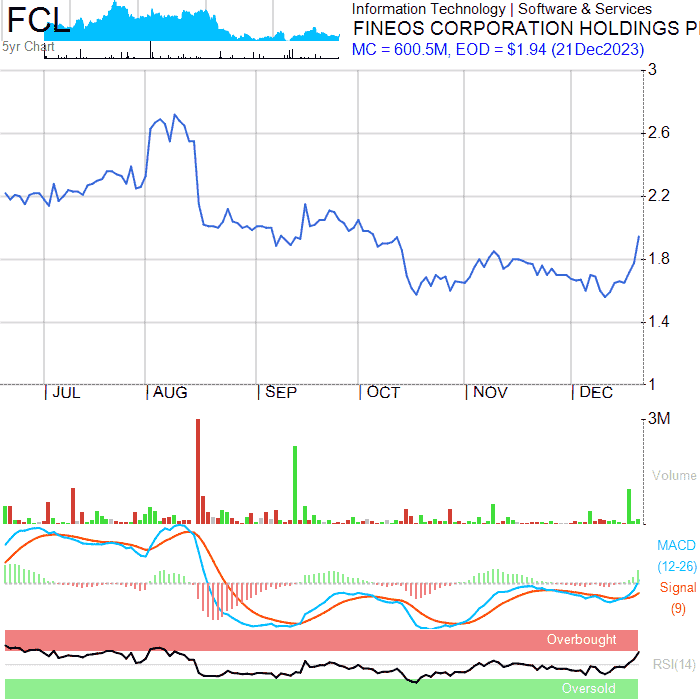 FCL
5yr Chart
Information Technology | Software & Services
FINEOS CORPORATION HOLDINGS P
MC = 600.5M, EOD = $1.94 (21Dec2023)
3
2.6
2.2
1.8
1.4
1
JUL AUG SEP OCT NOV DEC
3M
Volume
MACD
(12-26)
Signal
(9)
Overbought
RSI(14)
Oversold